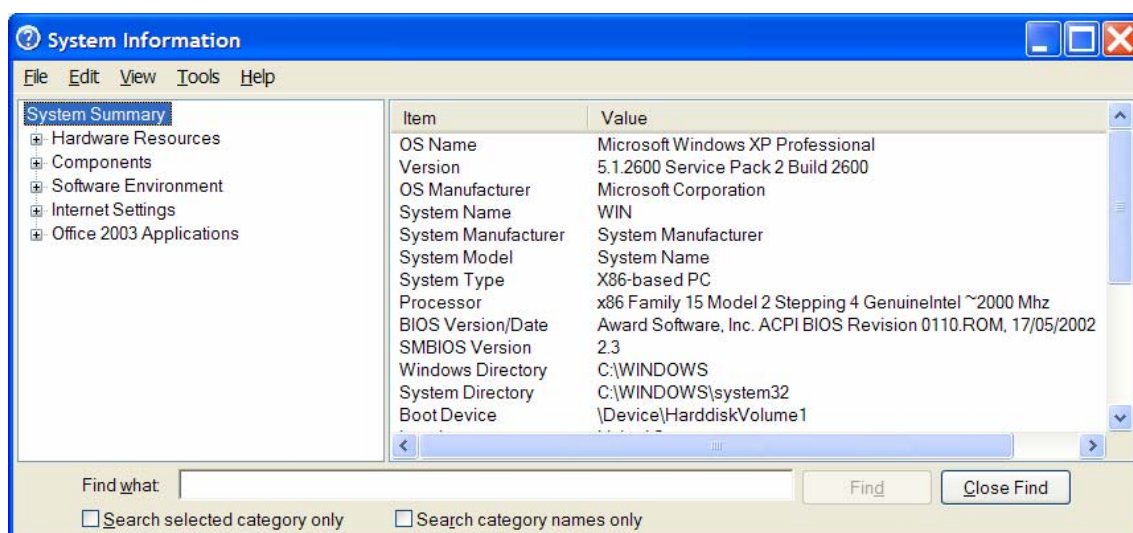 System Information
File Edit View Tools Help
System Summary
Hardware Resources
Components
Software Environment
Internet Settings
Office 2003 Applications
Item Value
OS Name Microsoft Windows XP Professional
Version 5.1.2600 Service Pack 2 Build 2600
OS Manufacturer Microsoft Corporation
System Name WIN
System Manufacturer System Manufacturer
System Model System Name
System Type X86-based PC
Processor x86 Family 15 Model 2 Stepping 4 GenuineIntel ~2000 Mhz
BIOS Version/Date Award Software, Inc. ACPI BIOS Revision 0110.ROM, 17/05/2002
SMBIOS Version 2.3
Windows Directory C:\WINDOWS
System Directory C:\WINDOWS\system32
Boot Device \Device\HarddiskVolume1
Find what: Find Close Find
Search selected category only Search category names only